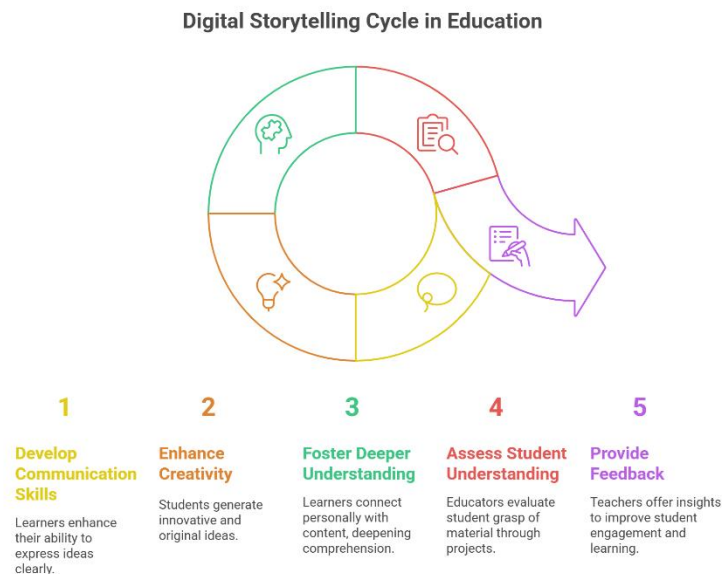 Digital Storytelling Cycle in Education
1
Develop
Communication
Skills
Learners enhance
their ability to
express ideas
clearly.
2
Enhance
Creativity
Students generate
innovative and
original ideas.
3
Foster Deeper
Understanding
Learners connect
personally with
content, deepening
comprehension.
4
Assess Student
Understanding
Educators evaluate
student grasp of
material through
projects.
5
Provide
Feedback
Teachers offer insights
to improve student
engagement and
learning.